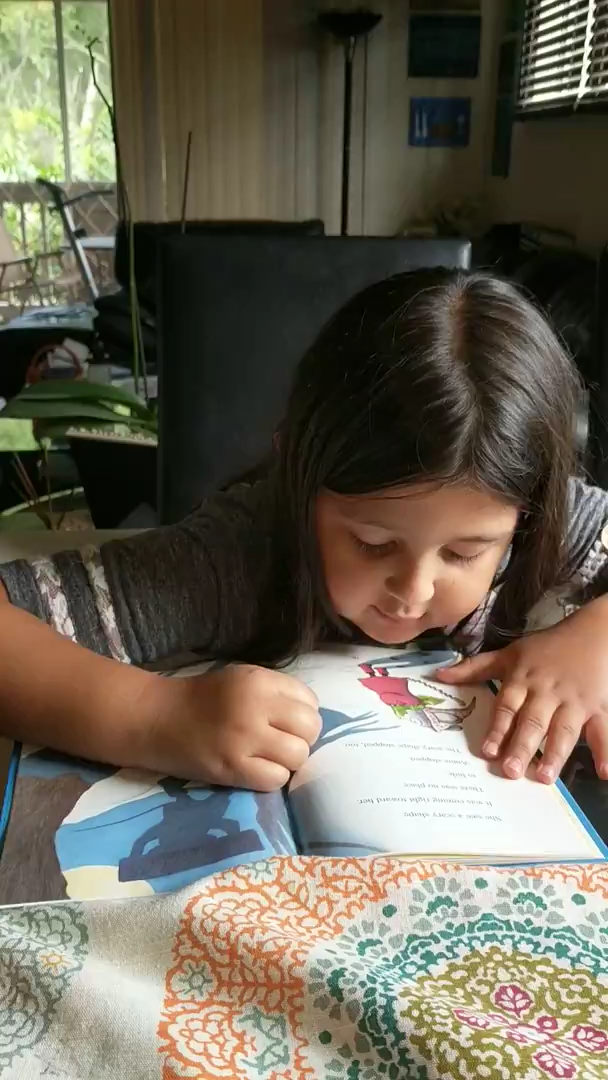 She saw a scary shape.
It was coming right toward her.
There was no place
to hide.
stopped.
The scary shape stopped, too!